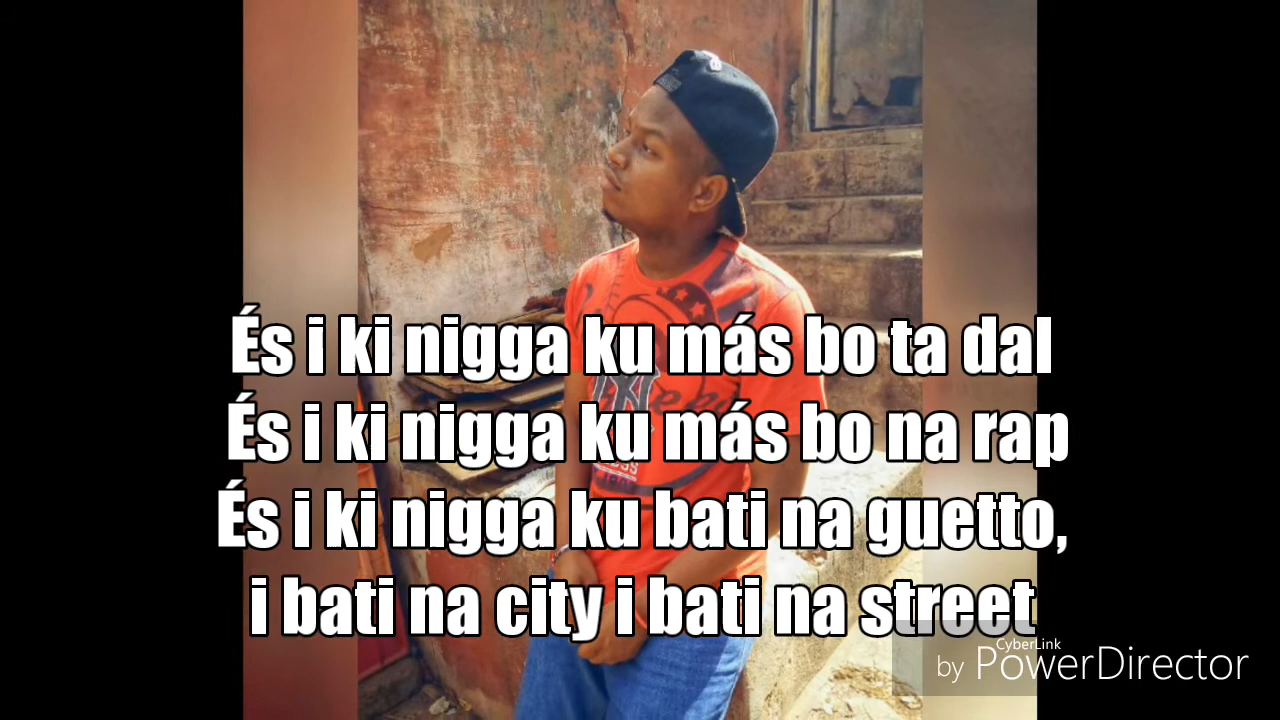 És i ki nigga ku más bo ta dal
És i ki nigga ku más bo na rap
És i ki nigga ku bati na guetto,
i bati na city i bati na street
CyberLink
by PowerDirector